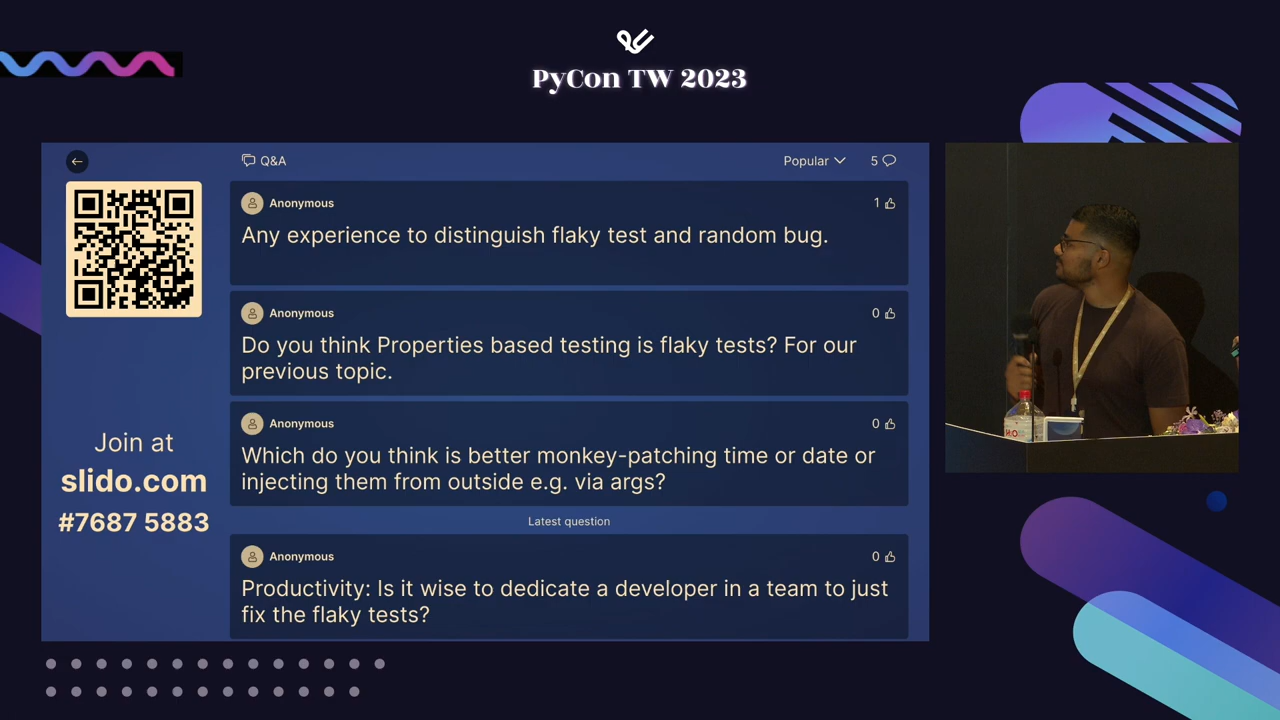 PyCon TW 2023
Q&A
Popular
5
Anonymous
1
Any experience to distinguish flaky test and random bug.
Anonymous
0
Do you think Properties based testing is flaky tests? For our
previous topic.
Anonymous
0
Which do you think is better monkey-patching time or date or
injecting them from outside e.g. via args?
Latest question
Anonymous
0
Productivity: Is it wise to dedicate a developer in a team to just
fix the flaky tests?
Join at
slido.com
#7687 5883